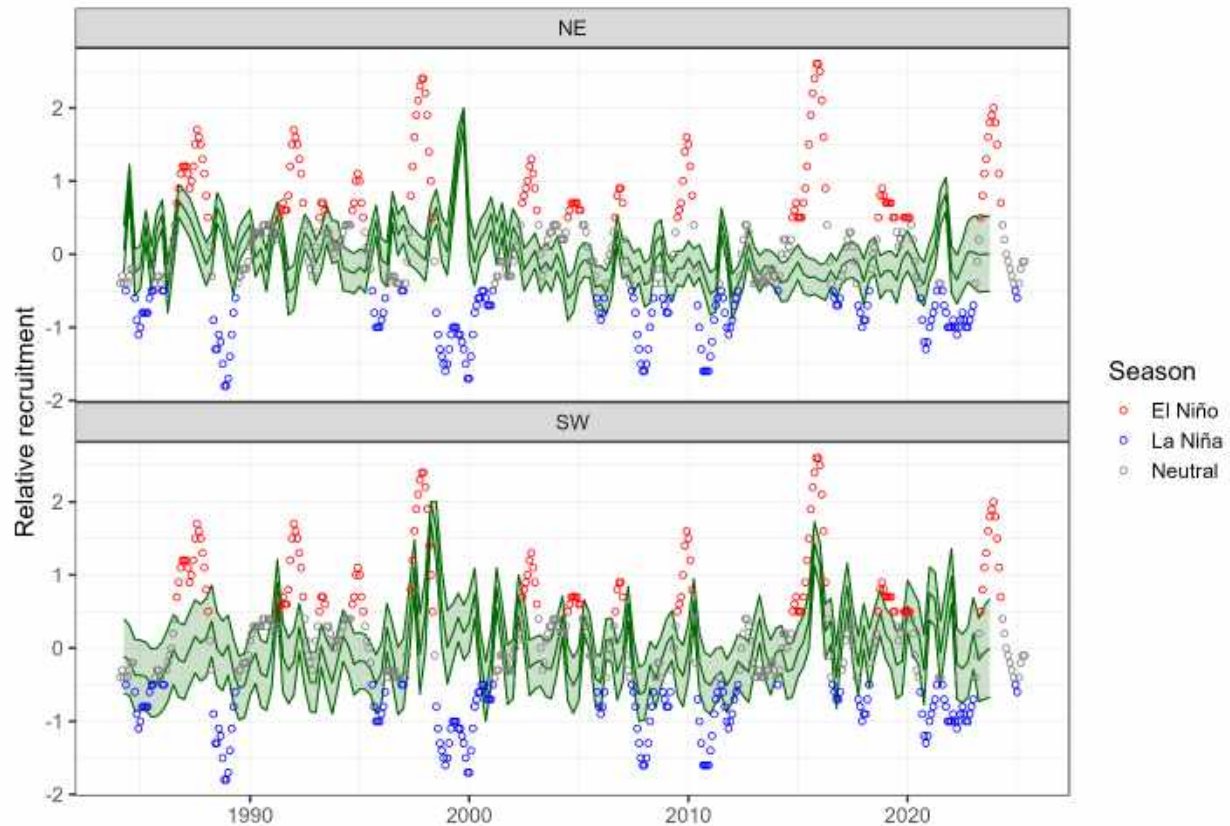 NE
2
1
0
-1
-2
SW
2
1
0
-1
-2
1990
2000
2010
2020
Relative recruitment
Season
El Niño
La Niña
Neutral